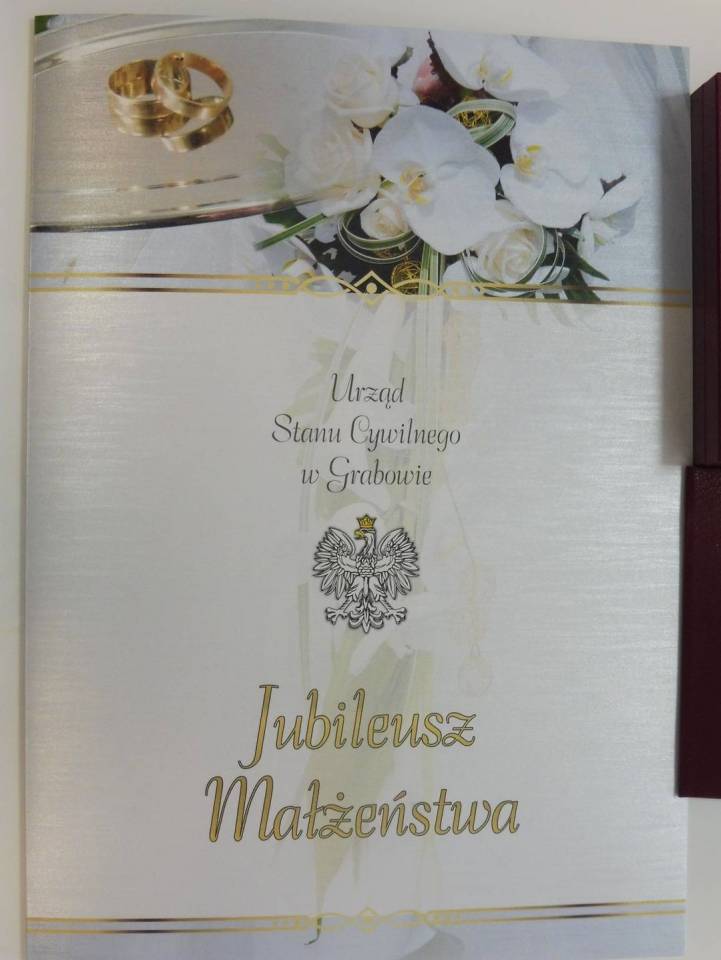 Urząd
Stanu Cywilnego
w Grabowie
Jubileusz
Małżeństwa